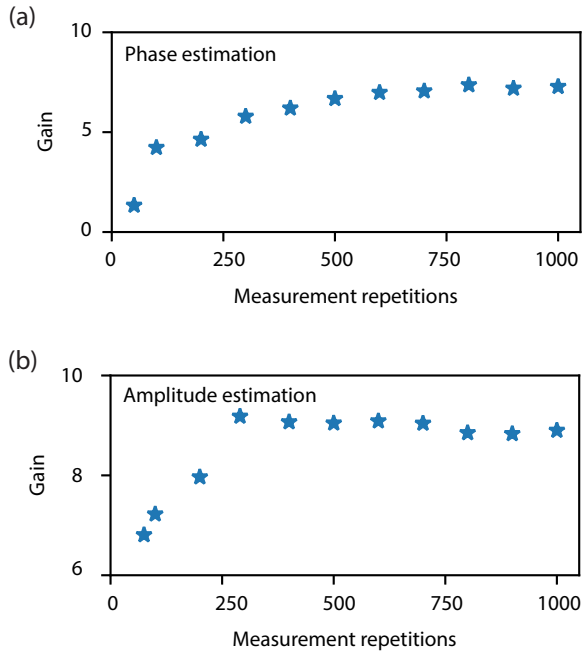 (a)
10
Phase estimation
Gain
5
0
0 250 500 750 1000
Measurement repetitions
(b)
10
Amplitude estimation
Gain
8
6
0 250 500 750 1000
Measurement repetitions